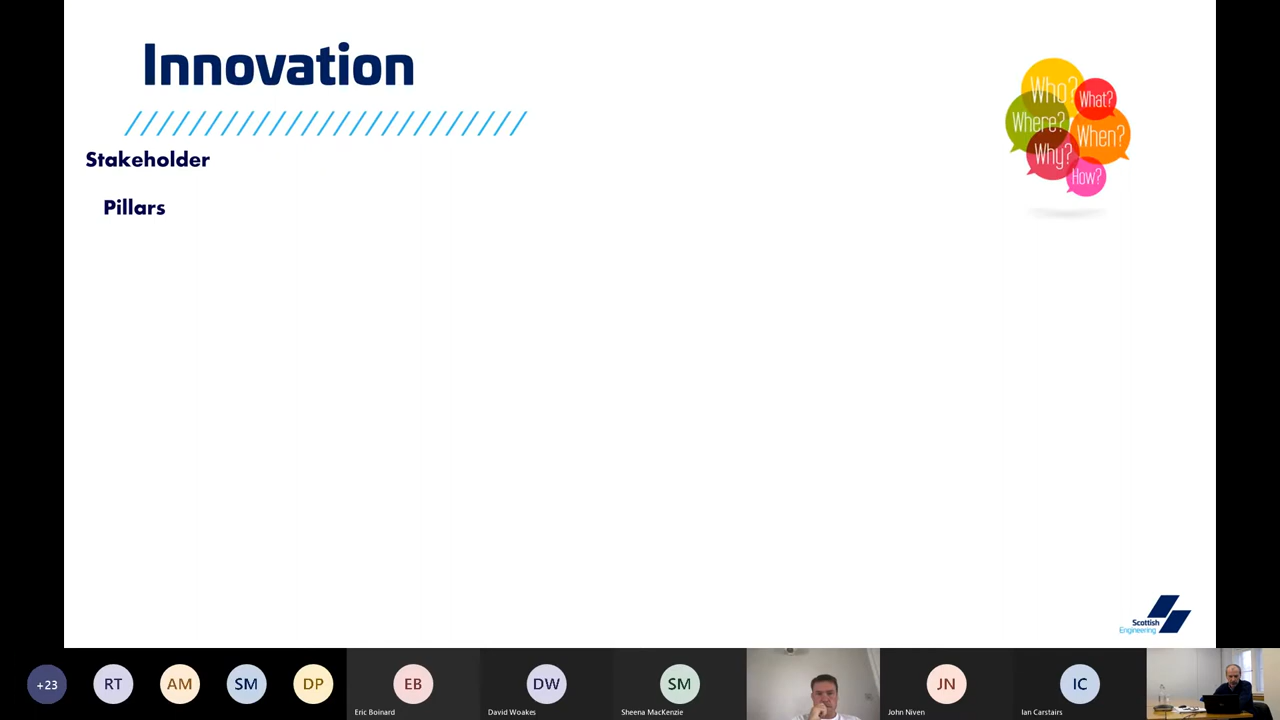 Innovation
Stakeholder
Pillars
Who?
What?
Where?
When?
Why?
How?
Scottish
Engineering
+23
RT
AM
SM
DP
EB
DW
SM
JN
IC
Eric Boinard
David Woakes
Sheena MacKenzie
John Niven
Ian Carstairs